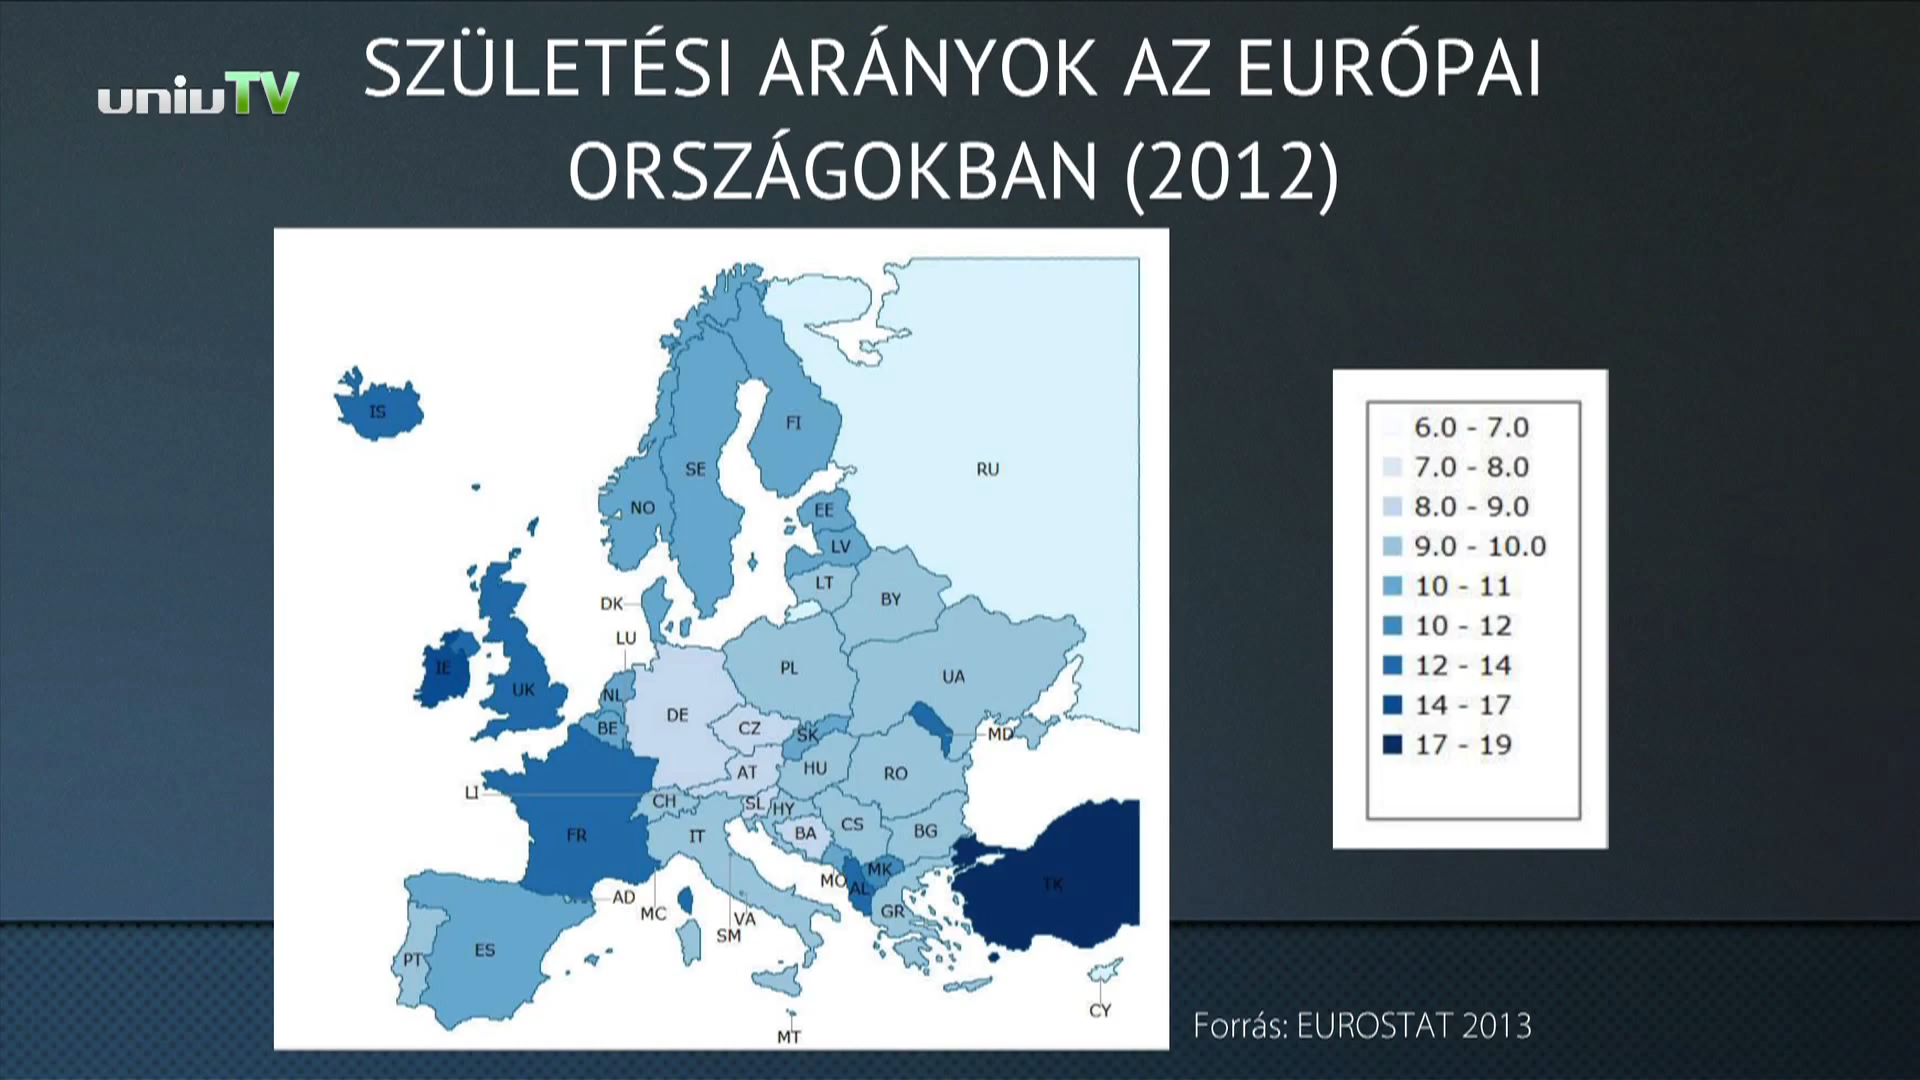 uniuTV
SZÜLETÉSI ARÁNYOK AZ EURÓPAI
ORSZÁGOKBAN (2012)
IS
FI
RU
SE
NO
EE
LV
LT
BY
DK
LU
IE
UK
NL
PL
UA
DE
BE
CZ
SK
MD
AT
HU
RO
LI
CH
SL
HY
FR
IT
BA
CS
BG
MK
MO
AL
TK
AD
MC
VA
SM
GR
PT
ES
CY
MT
6.0 - 7.0
7.0 - 8.0
8.0 - 9.0
9.0 - 10.0
10 - 11
10 - 12
12 - 14
14 - 17
17 - 19
Forrás: EUROSTAT 2013